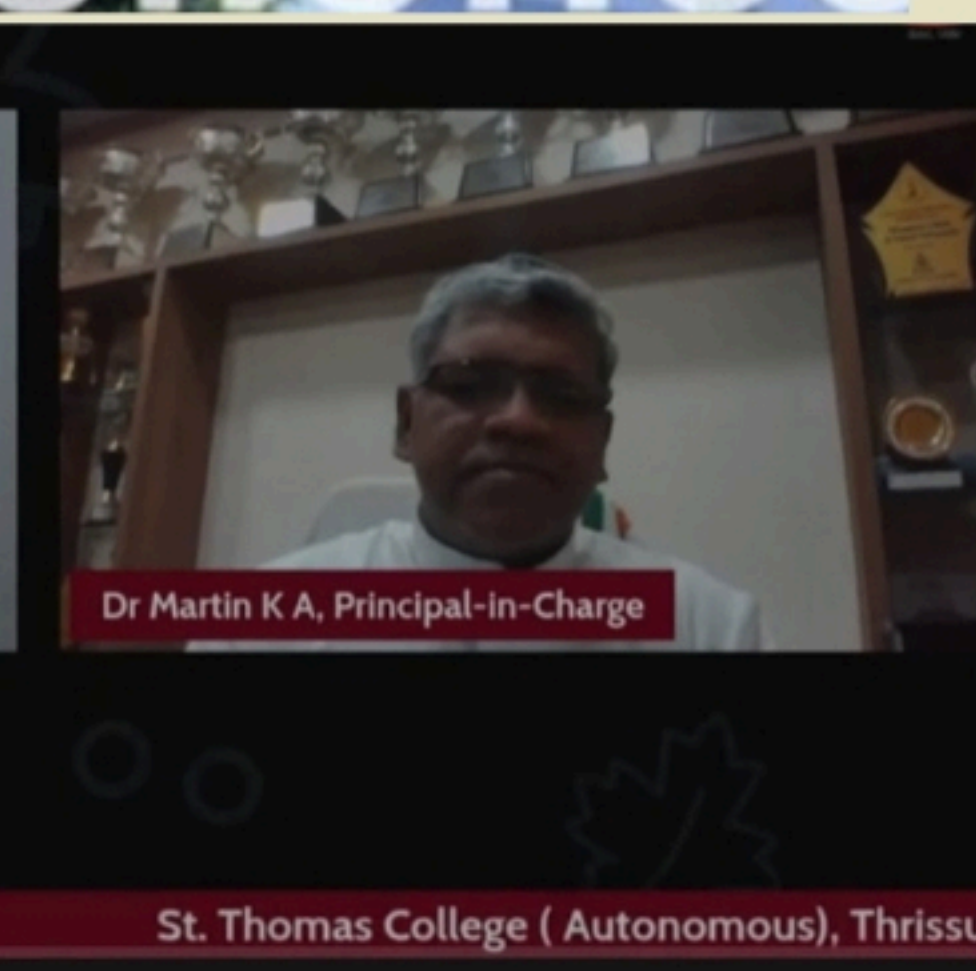 Dr Martin K A, Principal-in-Charge
St. Thomas College ( Autonomous), Thrissu